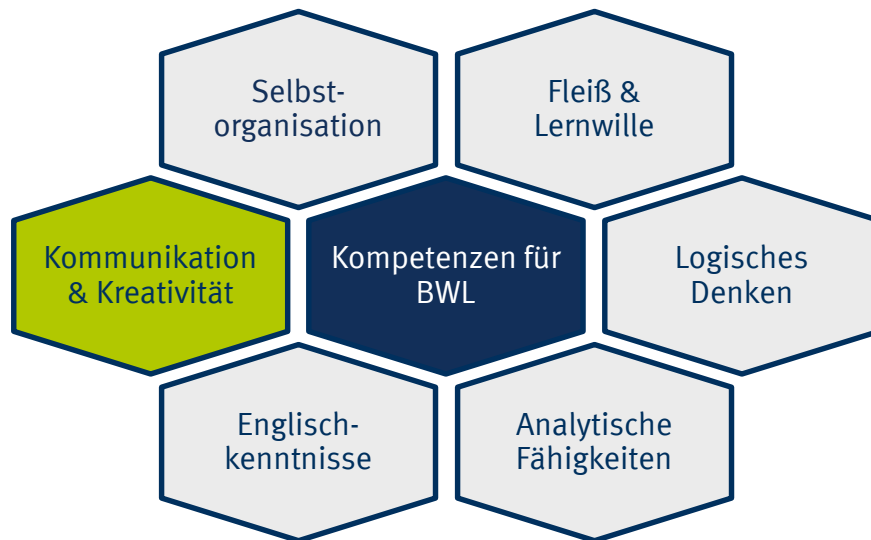 Selbst-
organisation
Fleiß &
Lernwille
Kommunikation
& Kreativität
Kompetenzen für
BWL
Logisches
Denken
Englisch-
kenntnisse
Analytische
Fähigkeiten